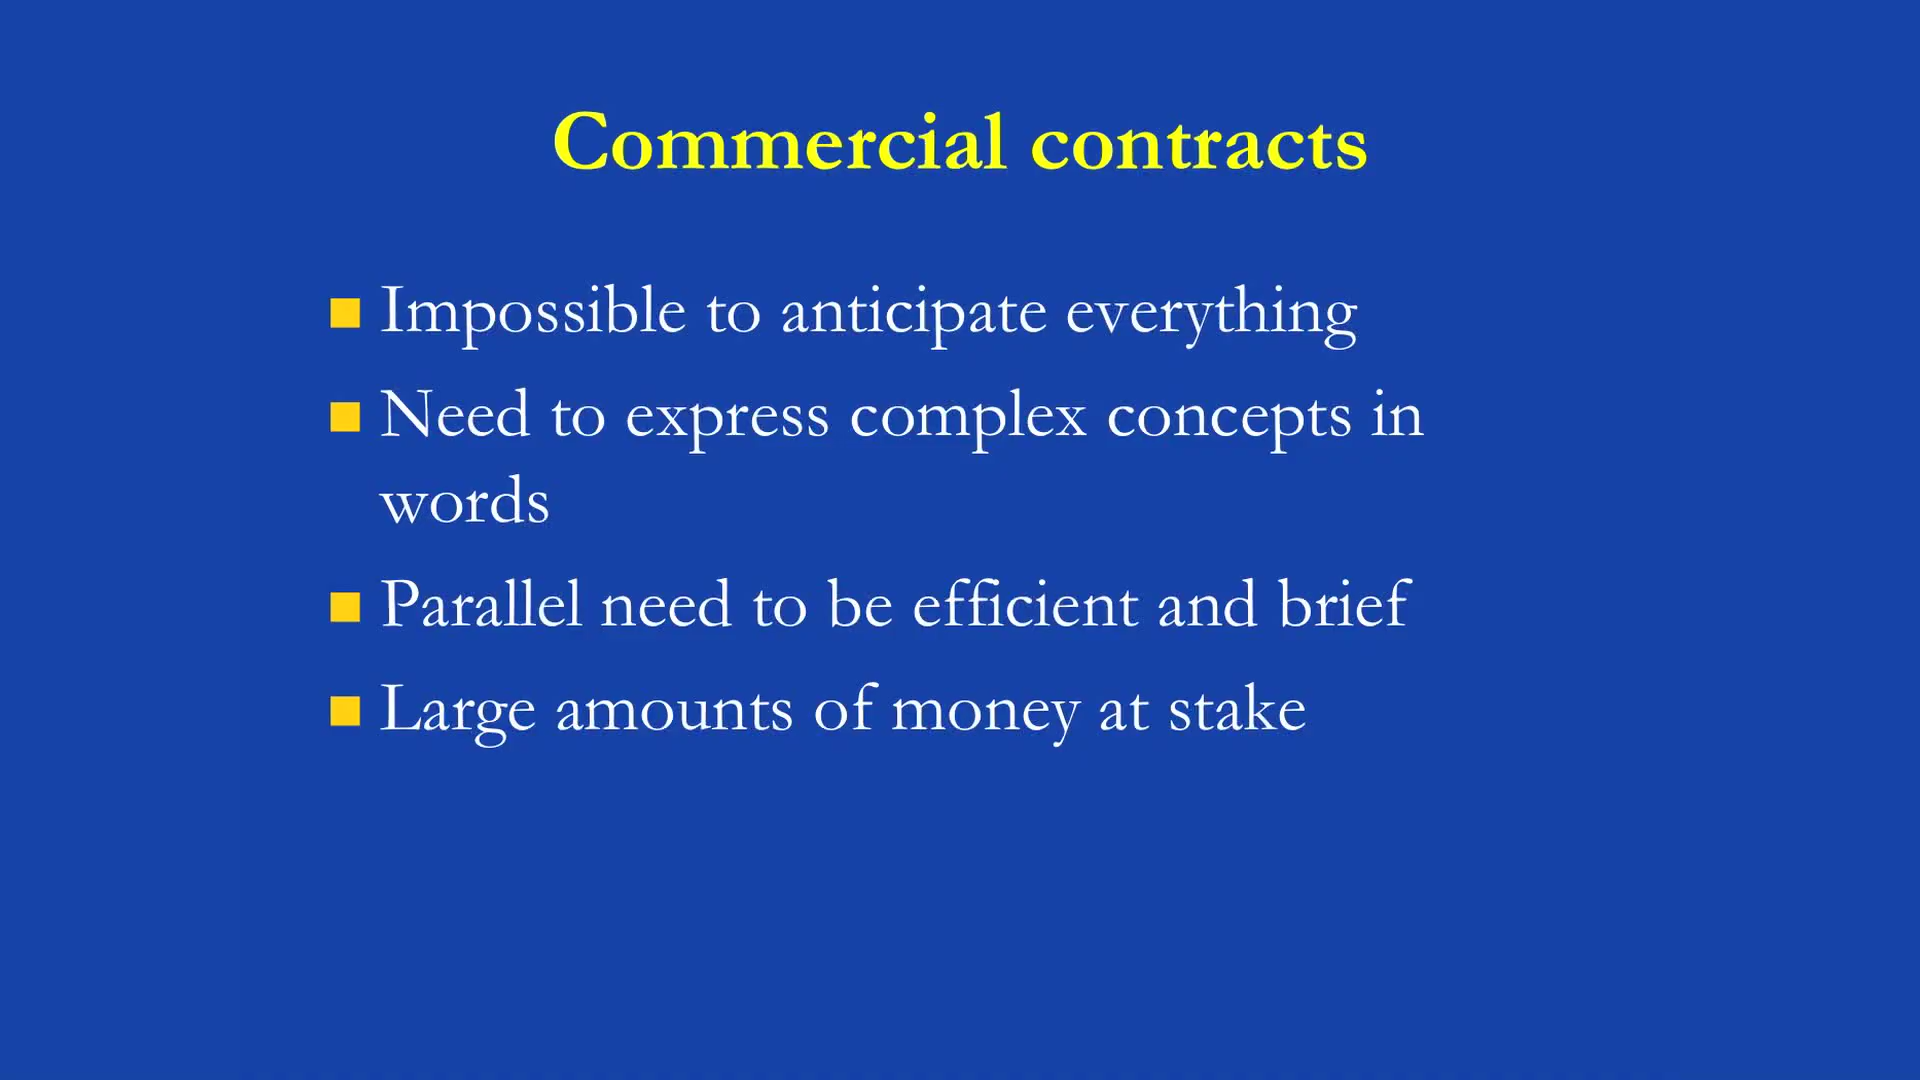 Commercial contracts
Impossible to anticipate everything
Need to express complex concepts in
words
Parallel need to be efficient and brief
Large amounts of money at stake